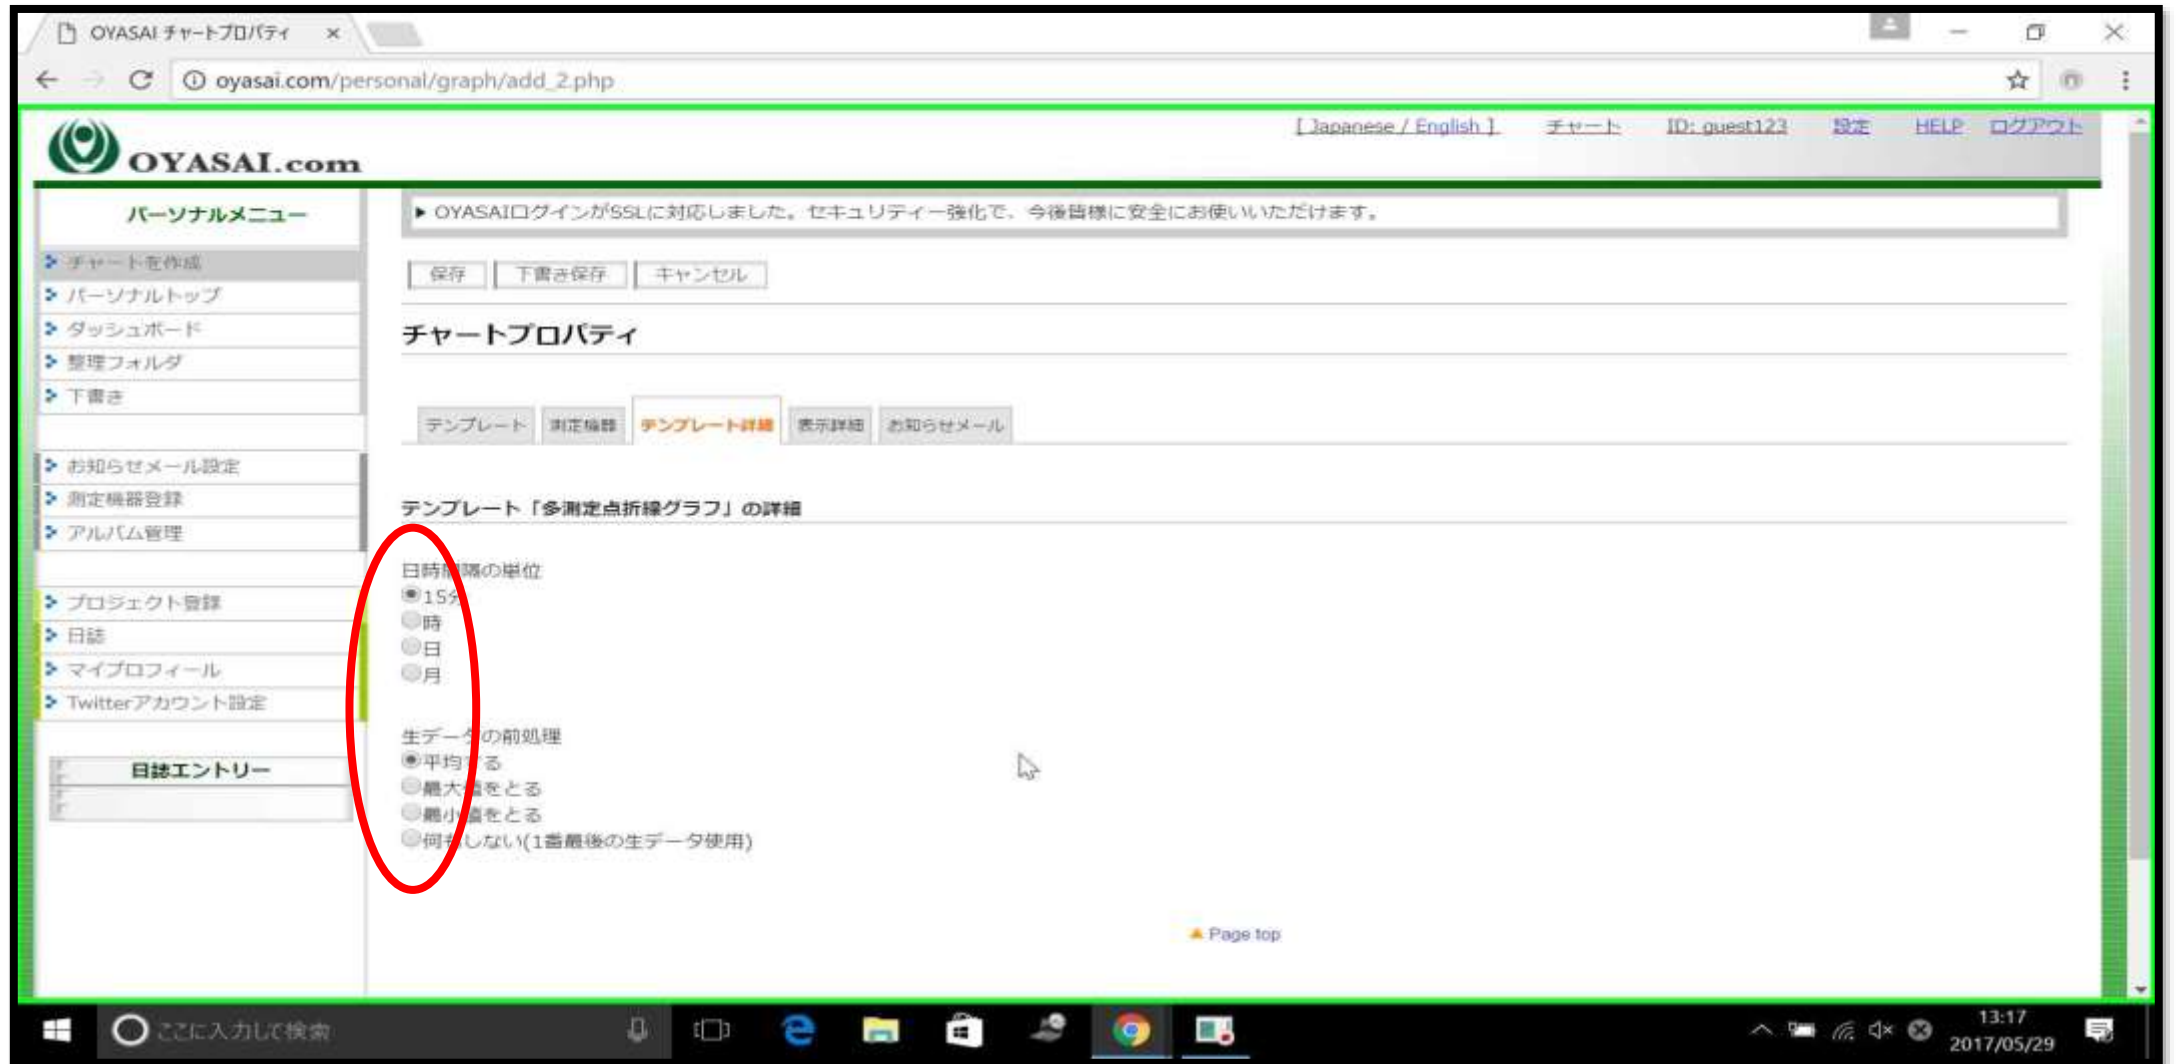 OYASAI チャートプロパティ
oyasai.com/personal/graph/add_2.php
[ Japanese / English ] チャート ID: guest123 設定 HELP ログアウト
OYASAI.com
パーソナルメニュー
チャートを作成
パーソナルトップ
ダッシュボード
整理フォルダ
下書き
お知らせメール設定
測定機器登録
アルバム管理
プロジェクト登録
日誌
マイプロフィール
Twitterアカウント設定
日誌エントリー
▶ OYASAIログインがSSLに対応しました。セキュリティー強化で、今後皆様に安全にお使いいただけます。
保存 下書き保存 キャンセル
チャートプロパティ
テンプレート 測定機器 テンプレート詳細 表示詳細 お知らせメール
テンプレート「多測定点折線グラフ」の詳細
日時間隔の単位
15分
時
日
月
生データの前処理
平均する
最大値をとる
最小値をとる
何もしない(1番最後の生データ使用)
Page top
ここに入力して検索
13:17
2017/05/29